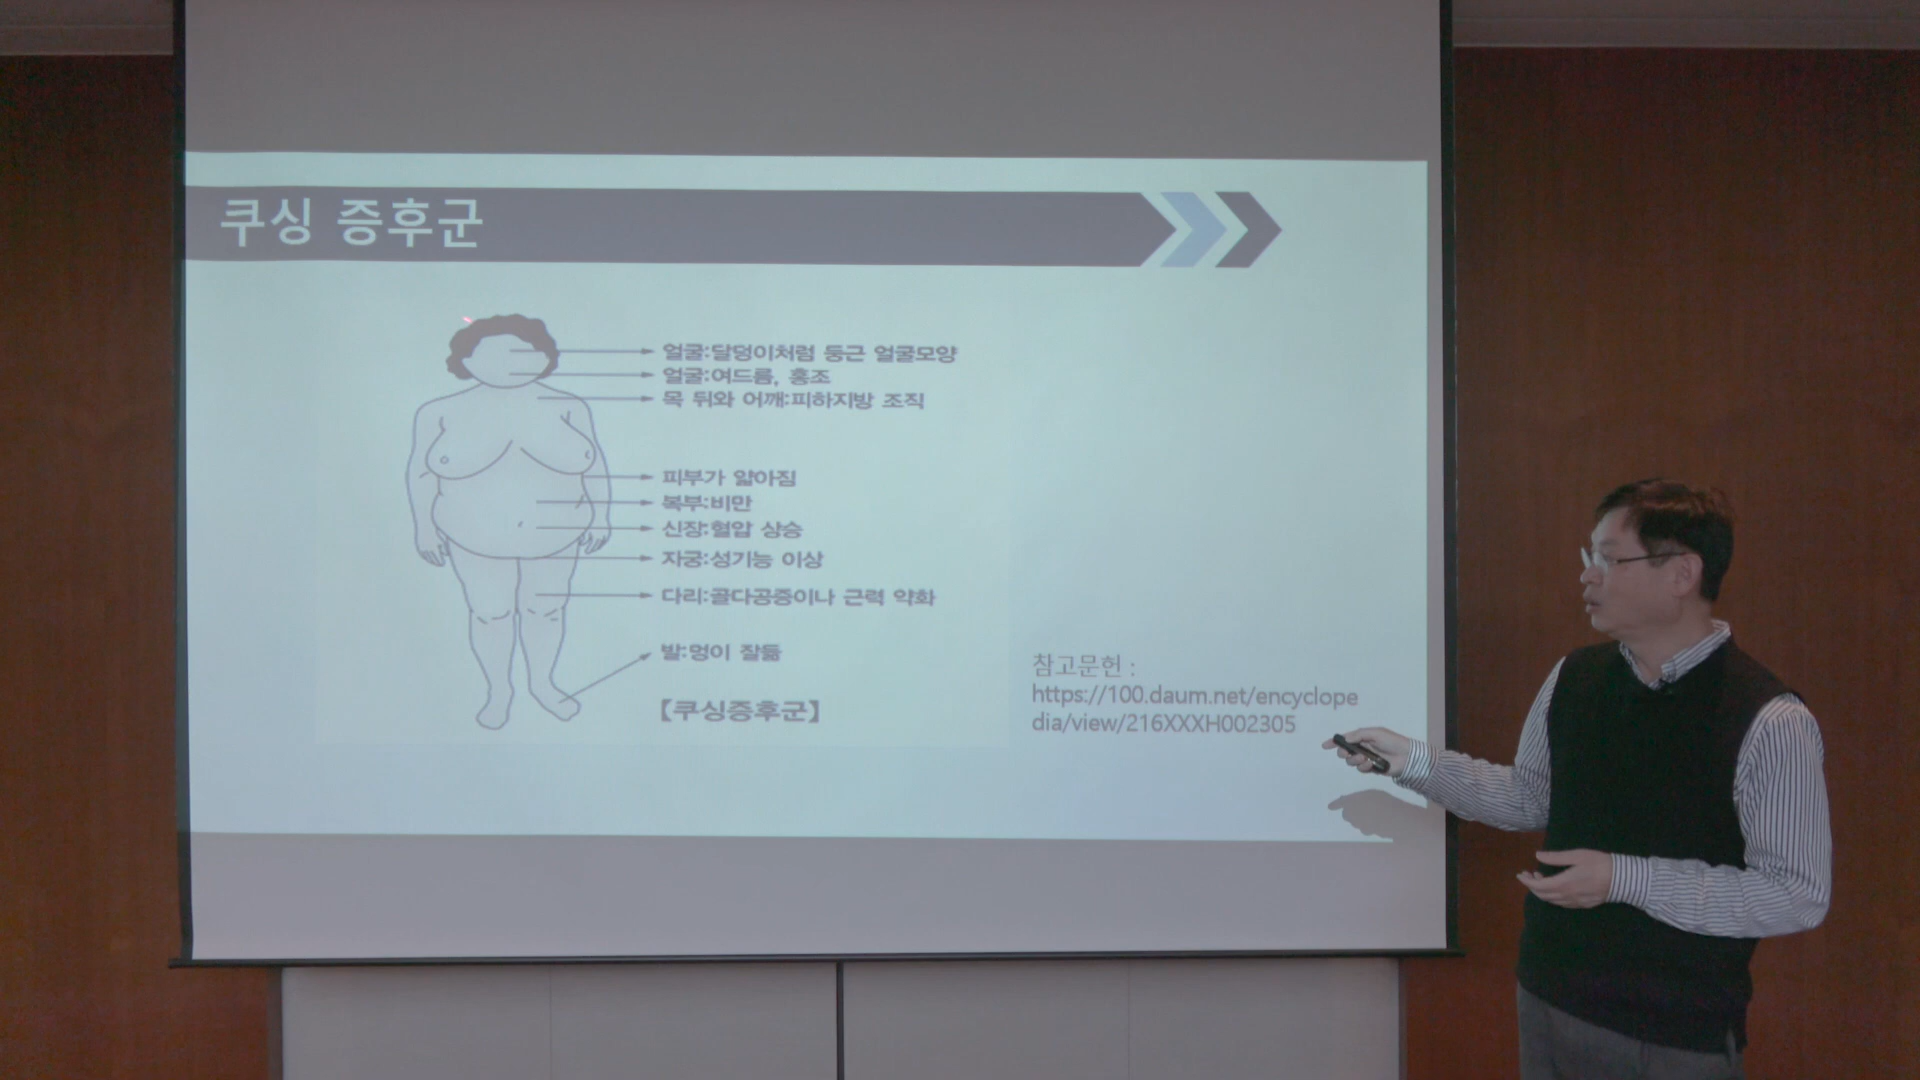 쿠싱 증후군
얼굴:달덩이처럼 둥근 얼굴모양
얼굴:여드름, 홍조
목 뒤와 어깨:피하지방 조직
피부가 얇아짐
복부:비만
신장:혈압 상승
자궁:성기능 이상
다리:골다공증이나 근력 약화
발:멍이 잘듦
【쿠싱증후군】
참고문헌 :
https://100.daum.net/encyclope
dia/view/216XXXH002305